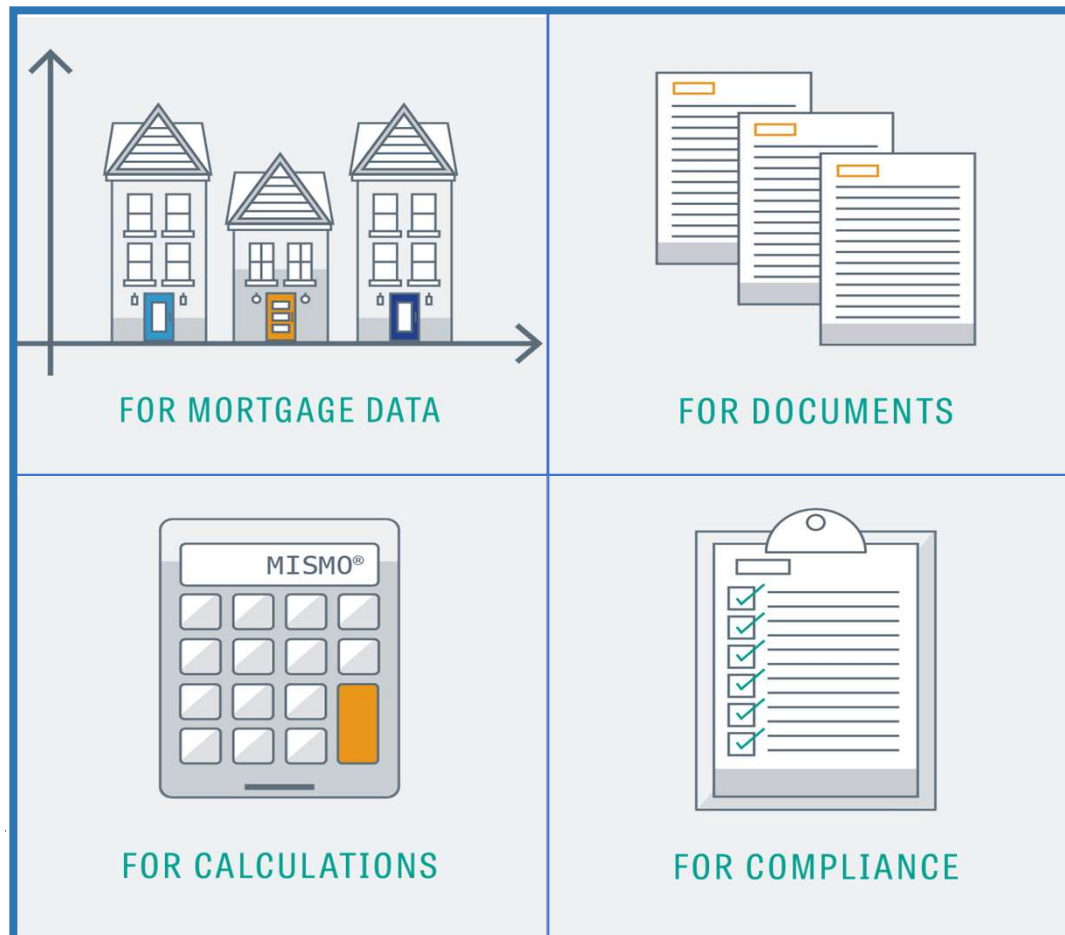 FOR MORTGAGE DATA
FOR DOCUMENTS
MISMO®
FOR CALCULATIONS
FOR COMPLIANCE